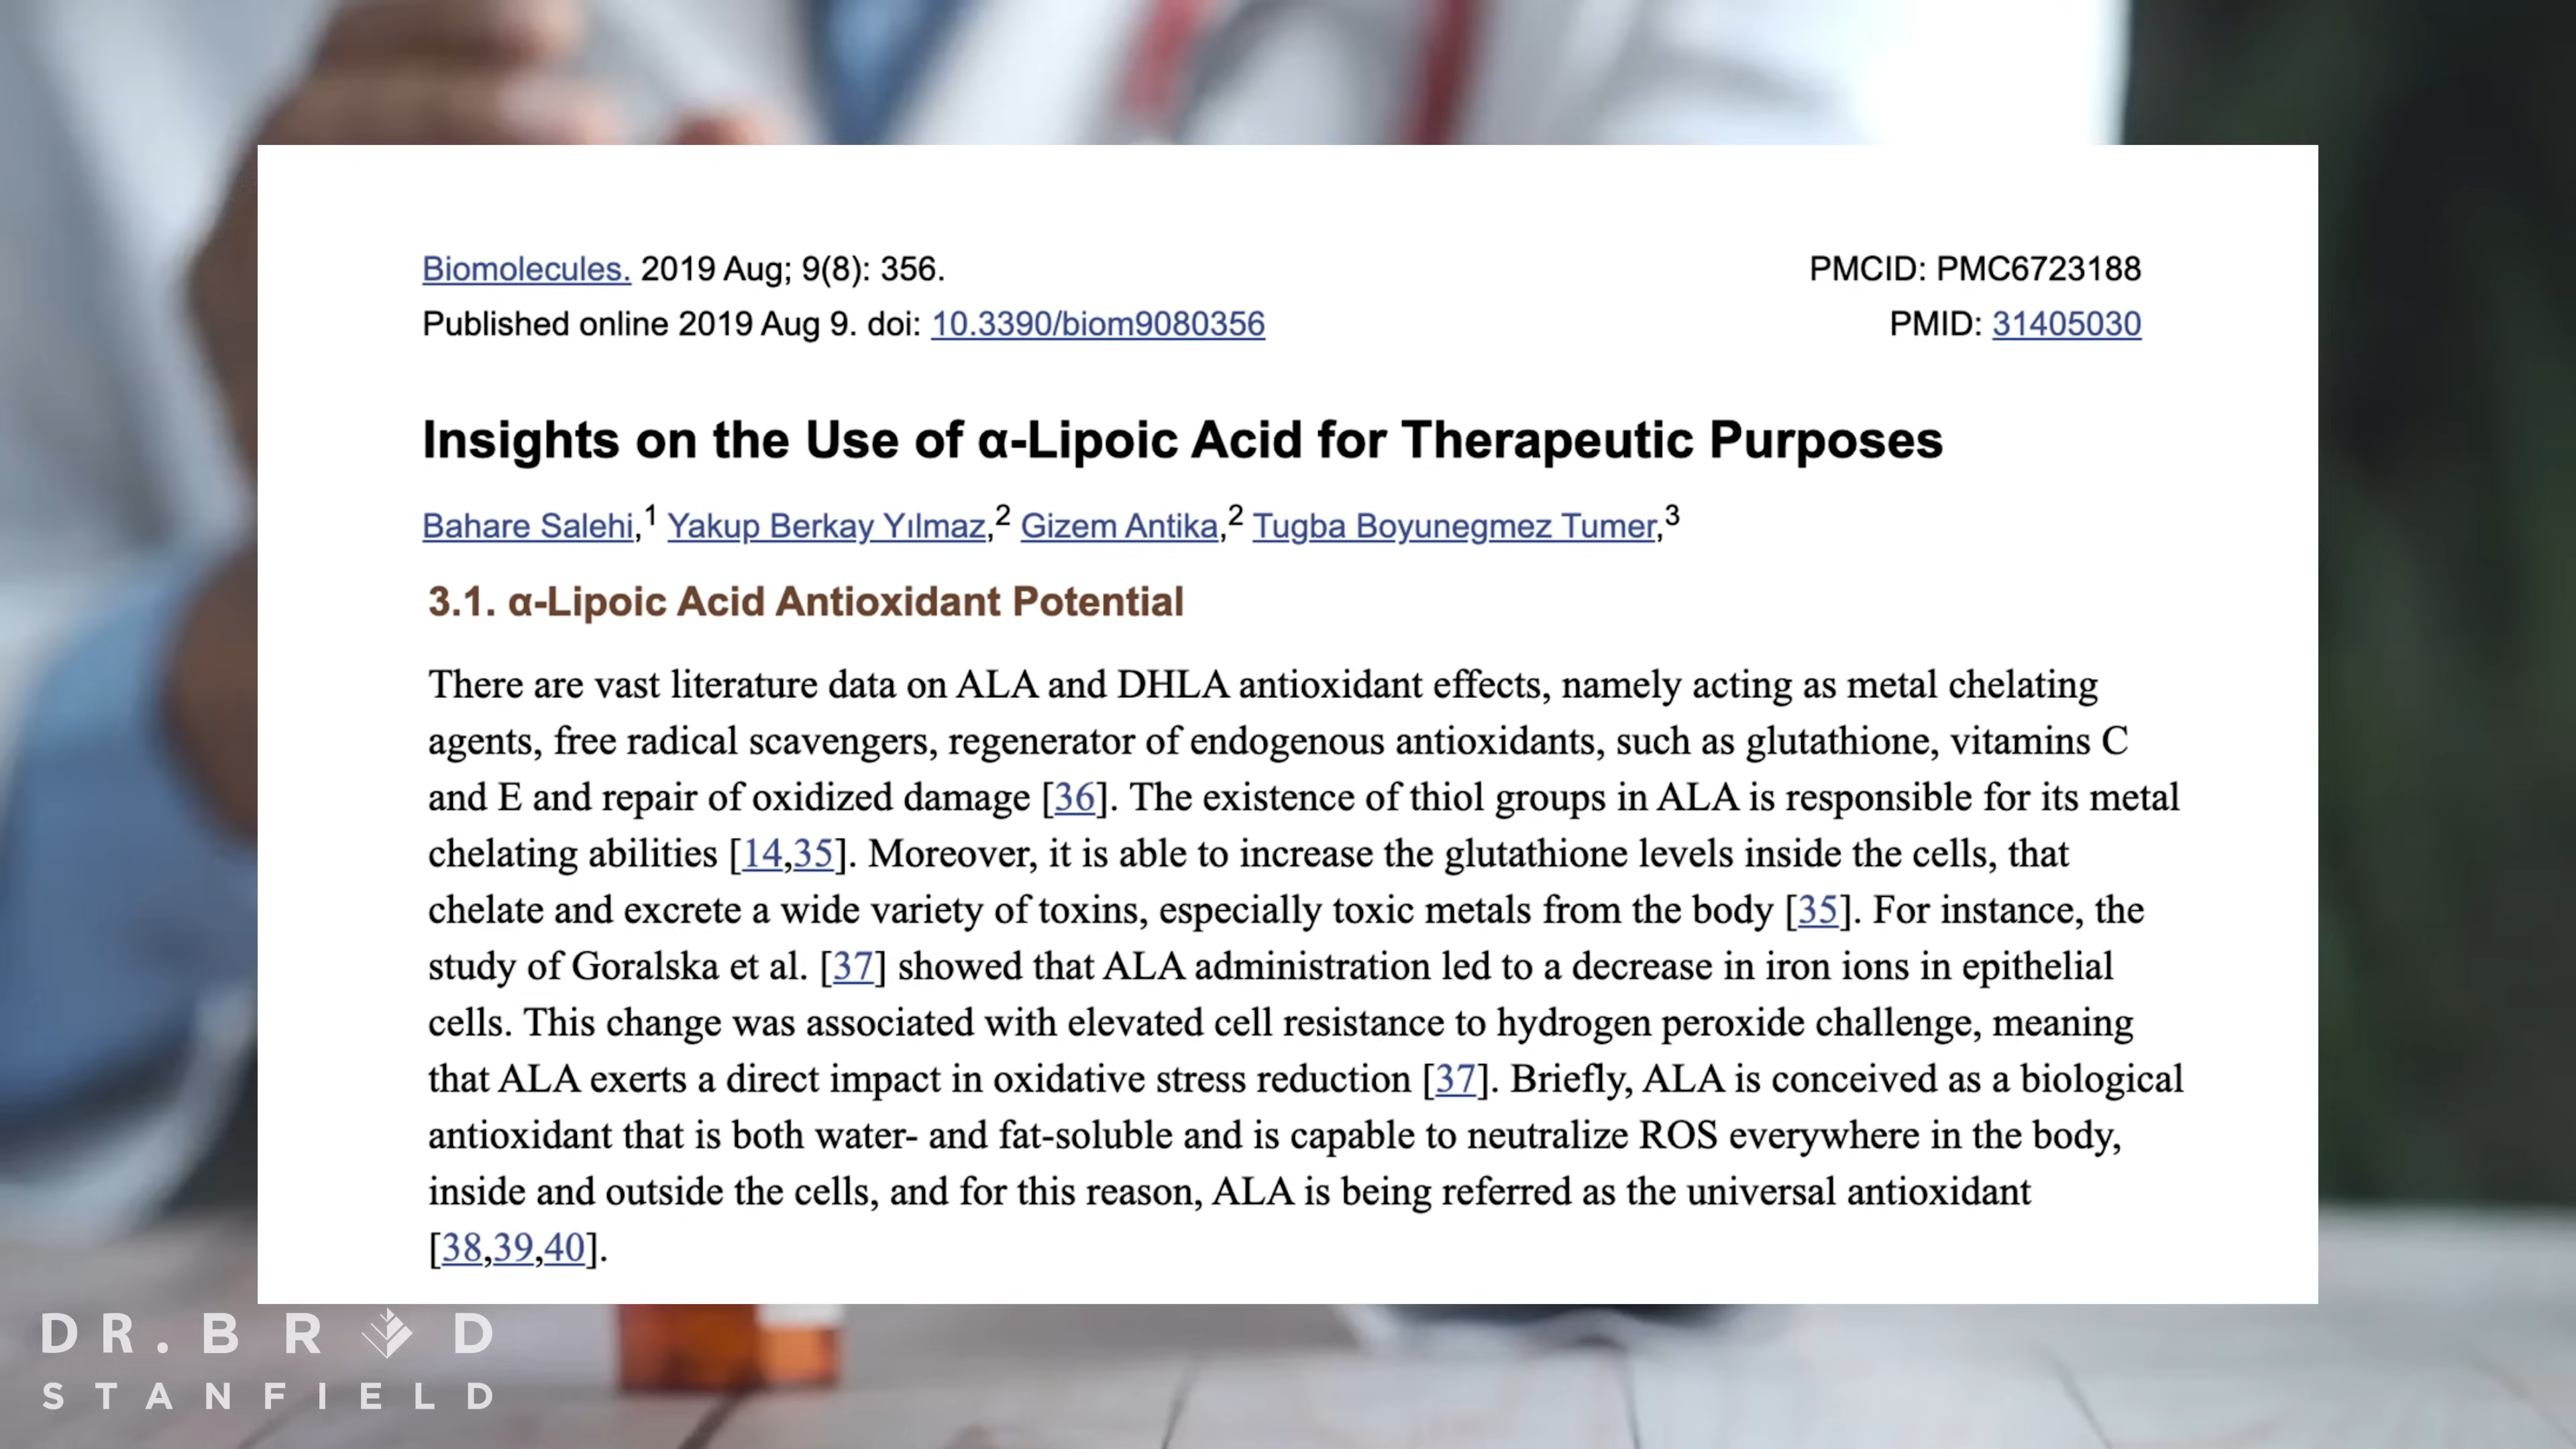 Biomolecules. 2019 Aug; 9(8): 356.
PMCID: PMC6723188
Published online 2019 Aug 9. doi: 10.3390/biom9080356
PMID: 31405030
Insights on the Use of α-Lipoic Acid for Therapeutic Purposes
Bahare Salehi,1 Yakup Berkay Yılmaz,2 Gizem Antika,2 Tugba Boyunegmez Tumer,3
3.1. α-Lipoic Acid Antioxidant Potential
There are vast literature data on ALA and DHLA antioxidant effects, namely acting as metal chelating
agents, free radical scavengers, regenerator of endogenous antioxidants, such as glutathione, vitamins C
and E and repair of oxidized damage [36]. The existence of thiol groups in ALA is responsible for its metal
chelating abilities [14,35]. Moreover, it is able to increase the glutathione levels inside the cells, that
chelate and excrete a wide variety of toxins, especially toxic metals from the body [35]. For instance, the
study of Goralska et al. [37] showed that ALA administration led to a decrease in iron ions in epithelial
cells. This change was associated with elevated cell resistance to hydrogen peroxide challenge, meaning
that ALA exerts a direct impact in oxidative stress reduction [37]. Briefly, ALA is conceived as a biological
antioxidant that is both water- and fat-soluble and is capable to neutralize ROS everywhere in the body,
inside and outside the cells, and for this reason, ALA is being referred as the universal antioxidant
[38,39,40].
DR. BRAD
STANFIELD